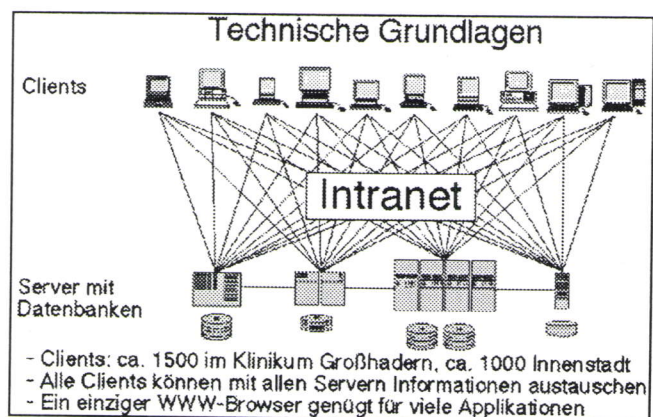 Technische Grundlagen
Clients
Intranet
Server mit
Datenbanken
- Clients: ca. 1500 im Klinikum Großhadern, ca. 1000 Innenstadt
- Alle Clients können mit allen Servern Informationen austauschen
- Ein einziger WWW-Browser genügt für viele Applikationen